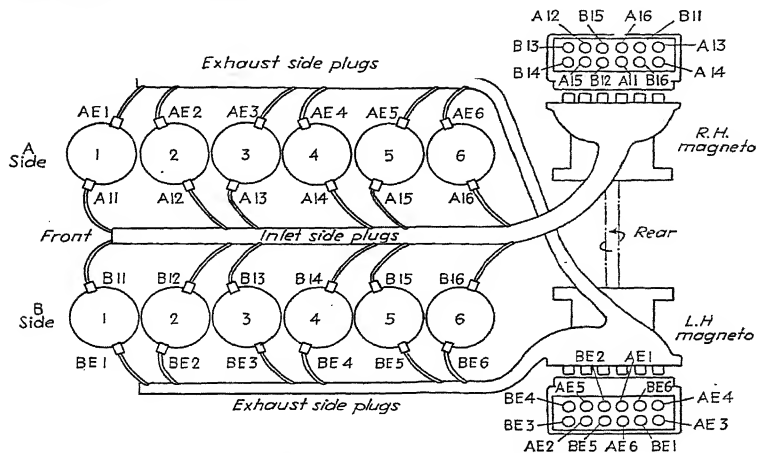 A12 B15 A16 B11
B13 A13
B14 A14
A15 B12 A11 B16
R.H. magneto
Exhaust side plugs
AE1 AE2 AE3 AE4 AE5 AE6
A Side
1 2 3 4 5 6
A11 A12 A13 A14 A15 A16
Front
Inlet side plugs
Rear
B11 B12 B13 B14 B15 B16
B Side
1 2 3 4 5 6
BE1 BE2 BE3 BE4 BE5 BE6
Exhaust side plugs
L.H magneto
BE2 AE1
AE5 BE6
BE4 AE4
BE3 AE3
AE2 BE5 AE6 BE1